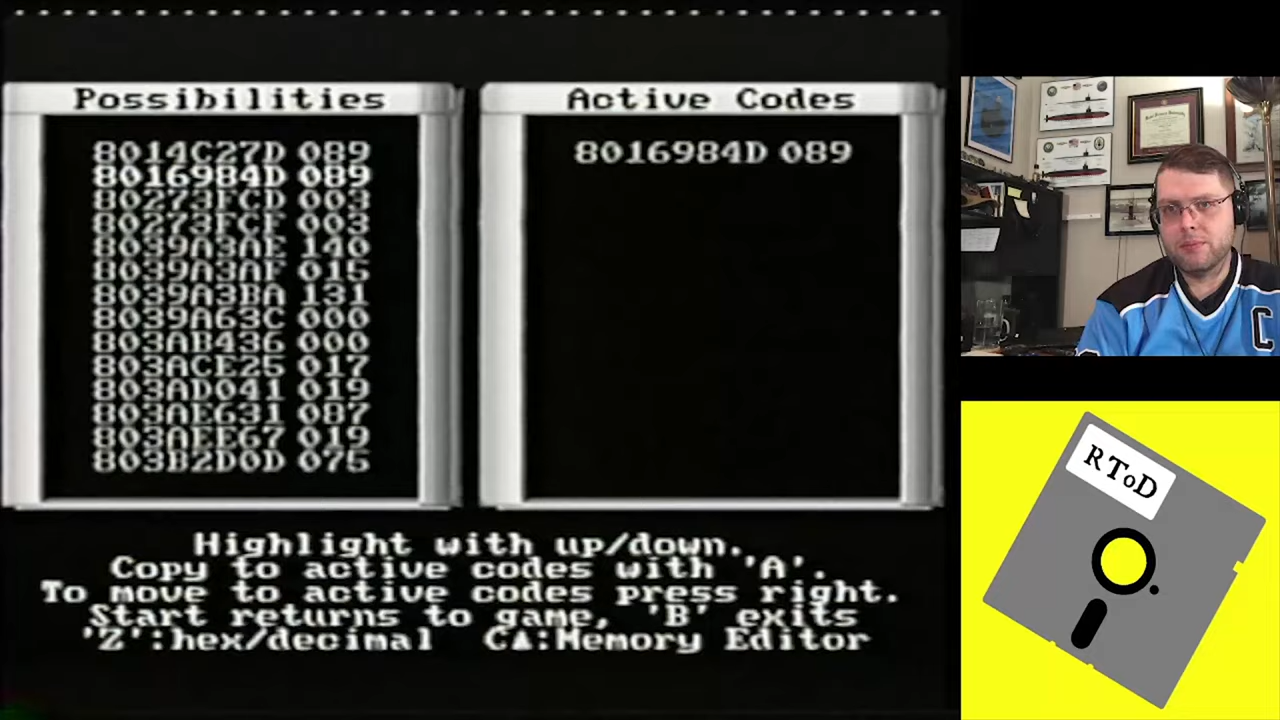 Possibilities
8014C27D 089
8016984D 089
80273FCD 003
80273FCF 003
8039A3AE 140
8039A3AF 015
8039A3BA 131
8039A63C 000
803AB436 000
803ACE25 017
803AD041 019
803AE631 087
803AEE67 019
803B2D0D 075
Active Codes
8016984D 089
Highlight with up/down.
Copy to active codes with 'A'.
To move to active codes press right.
Start returns to game, 'B' exits
'Z':hex/decimal C▲:Memory Editor
C
RToD